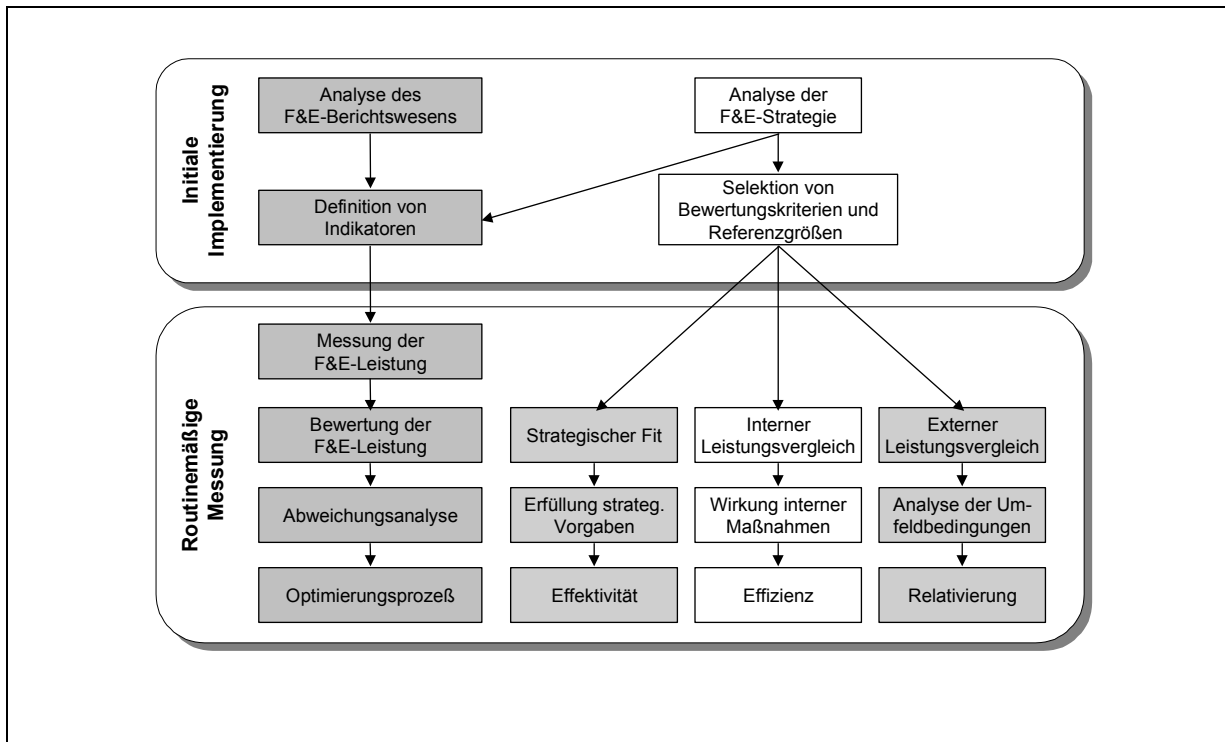 Initiale
Implementierung
Analyse des
F&E-Berichtswesens
Analyse der
F&E-Strategie
Definition von
Indikatoren
Selektion von
Bewertungskriterien und
Referenzgrößen
Routinemäßige
Messung
Messung der
F&E-Leistung
Bewertung der
F&E-Leistung
Strategischer Fit
Interner
Leistungsvergleich
Externer
Leistungsvergleich
Abweichungsanalyse
Erfüllung strateg.
Vorgaben
Wirkung interner
Maßnahmen
Analyse der Um-
feldbedingungen
Optimierungsprozeß
Effektivität
Effizienz
Relativierung